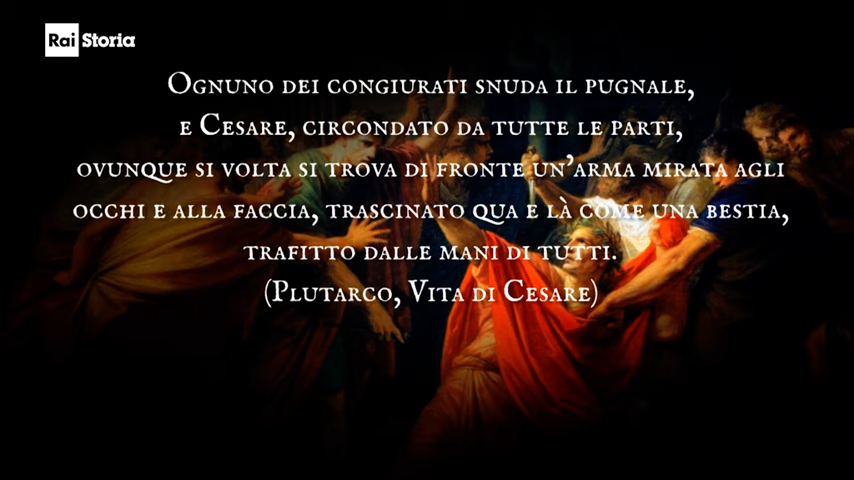 Rai Storia
Ognuno dei congiurati snuda il pugnale,
e Cesare, circondato da tutte le parti,
ovunque si volta si trova di fronte un'arma mirata agli
occhi e alla faccia, trascinato qua e là come una bestia,
trafitto dalle mani di tutti.
(Plutarco, Vita di Cesare)